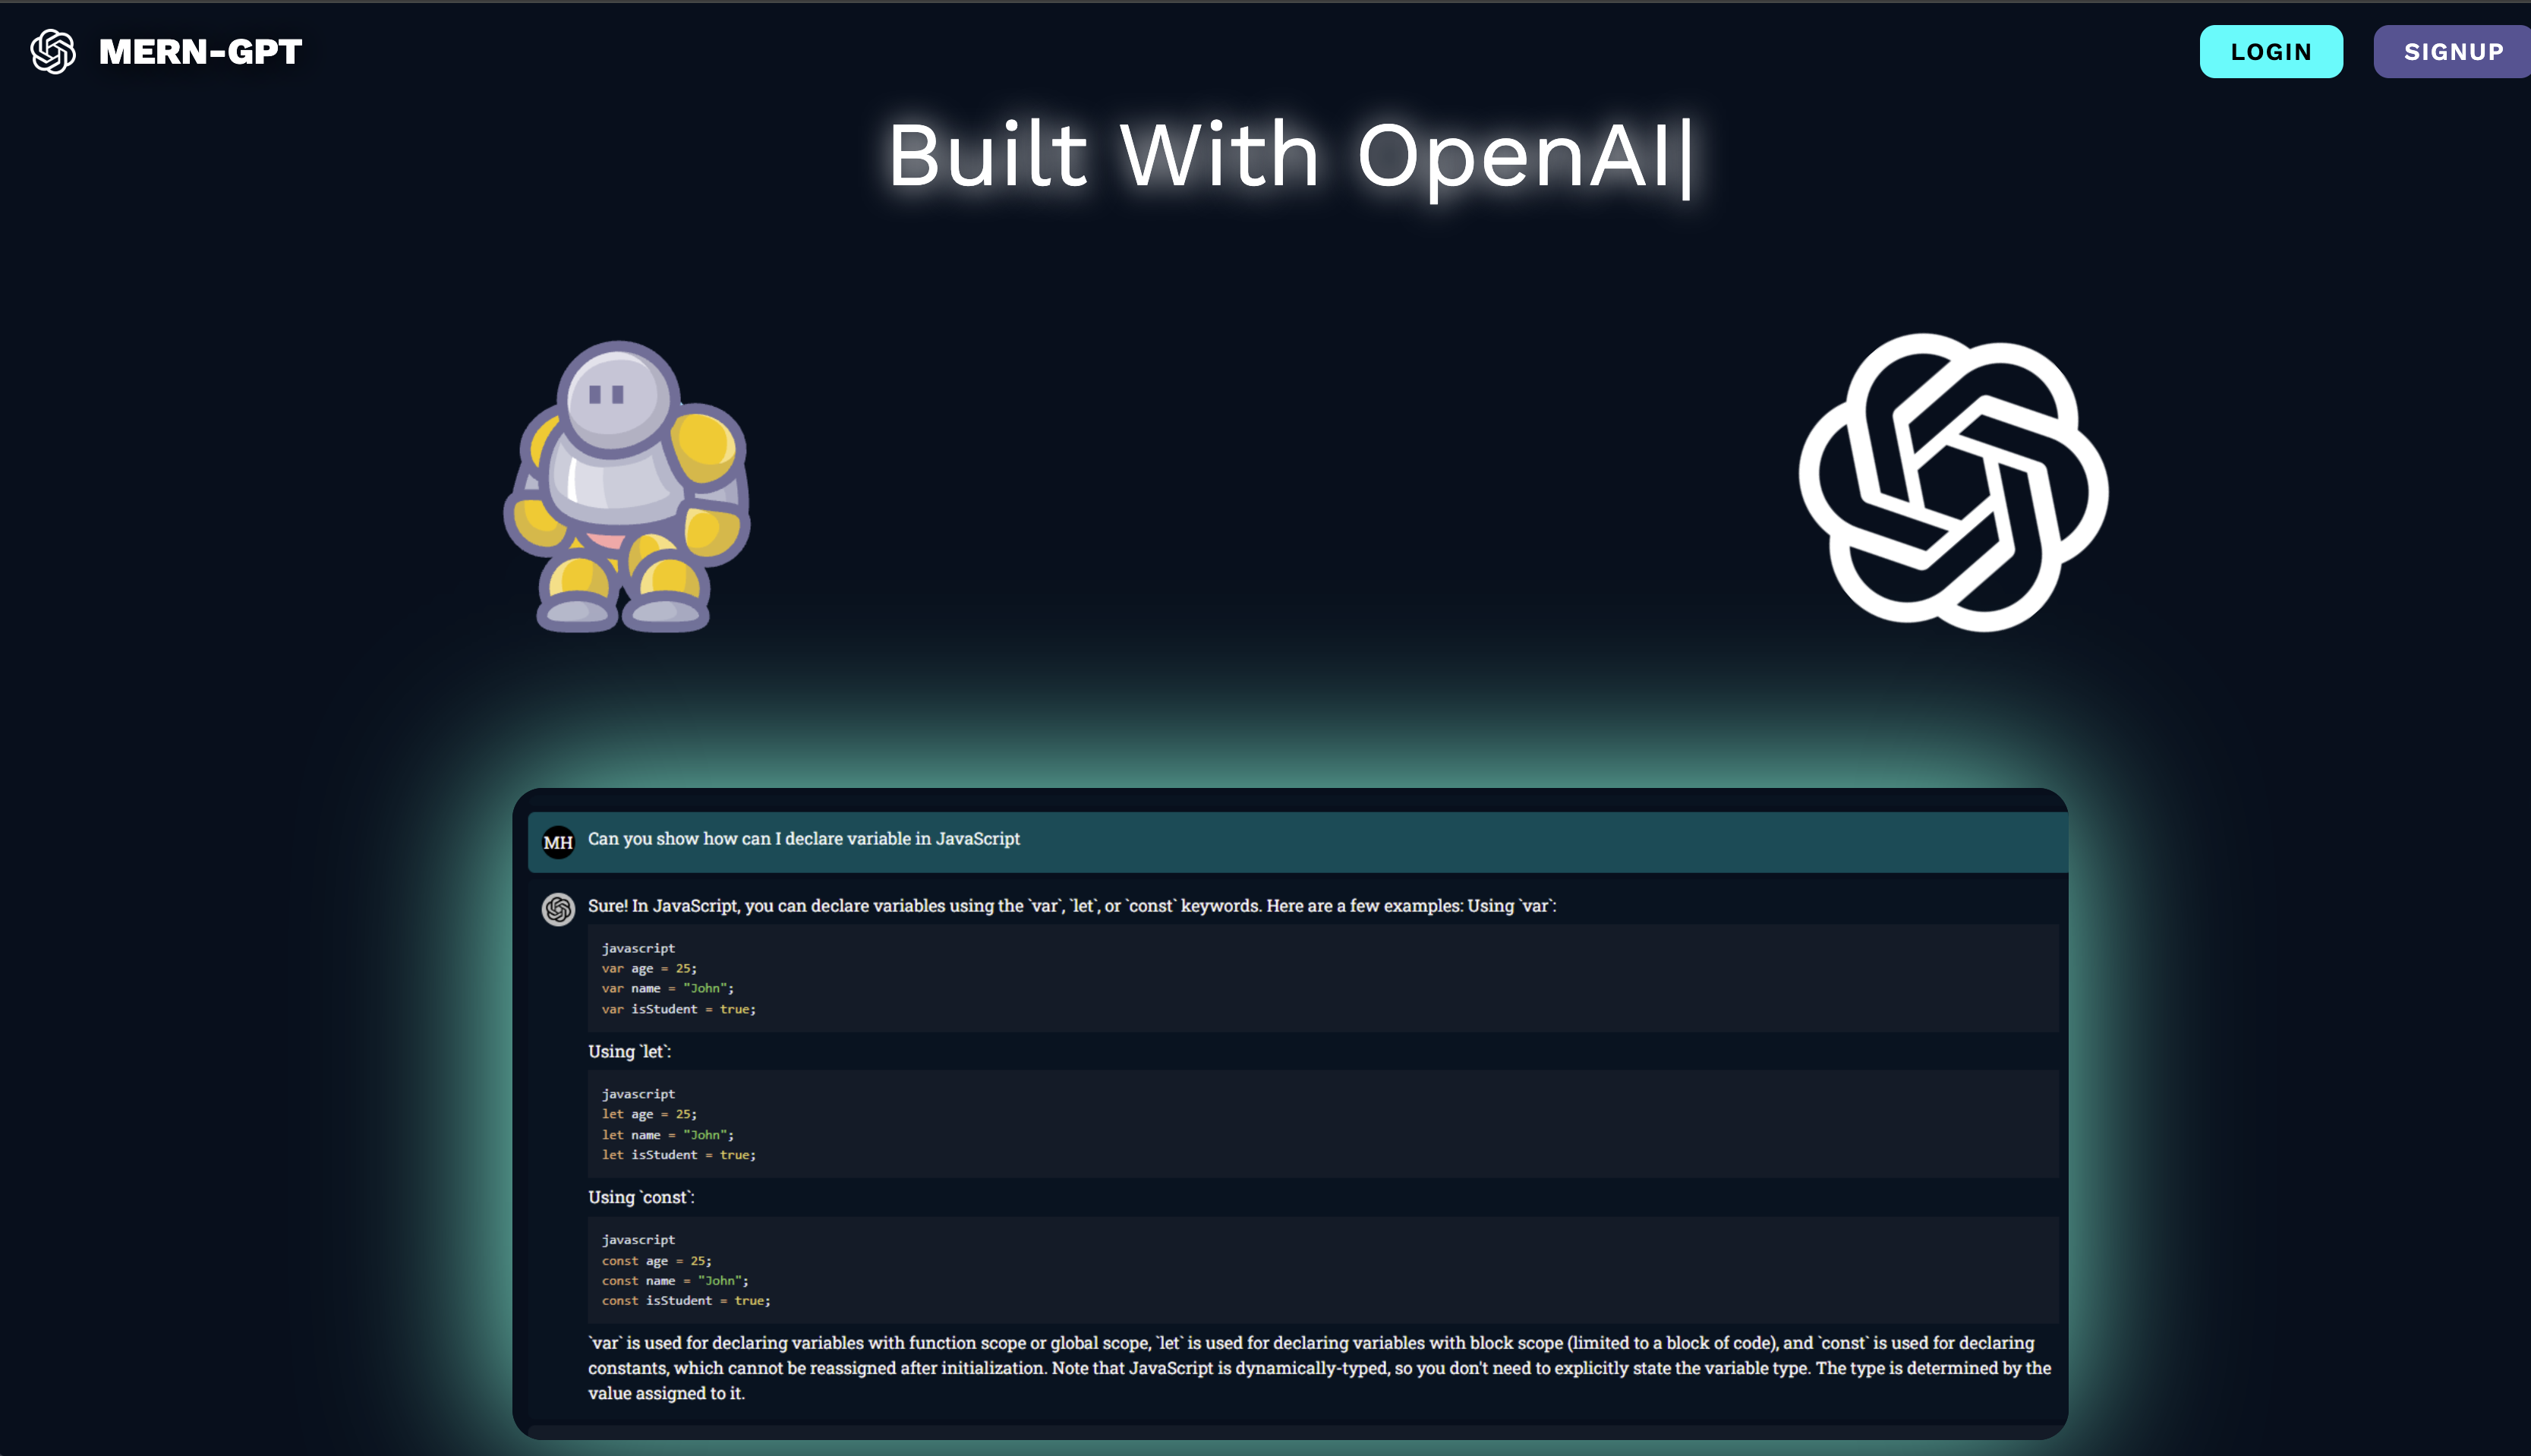 MERN-GPT
LOGIN
SIGNUP
Built With OpenAI|
MH
Can you show how can I declare variable in JavaScript
Sure! In JavaScript, you can declare variables using the `var`, `let`, or `const` keywords. Here are a few examples: Using `var`:
javascript
var age = 25;
var name = "John";
var isStudent = true;
Using `let`:
javascript
let age = 25;
let name = "John";
let isStudent = true;
Using `const`:
javascript
const age = 25;
const name = "John";
const isStudent = true;
`var` is used for declaring variables with function scope or global scope, `let` is used for declaring variables with block scope (limited to a block of code), and `const` is used for declaring
constants, which cannot be reassigned after initialization. Note that JavaScript is dynamically-typed, so you don't need to explicitly state the variable type. The type is determined by the
value assigned to it.